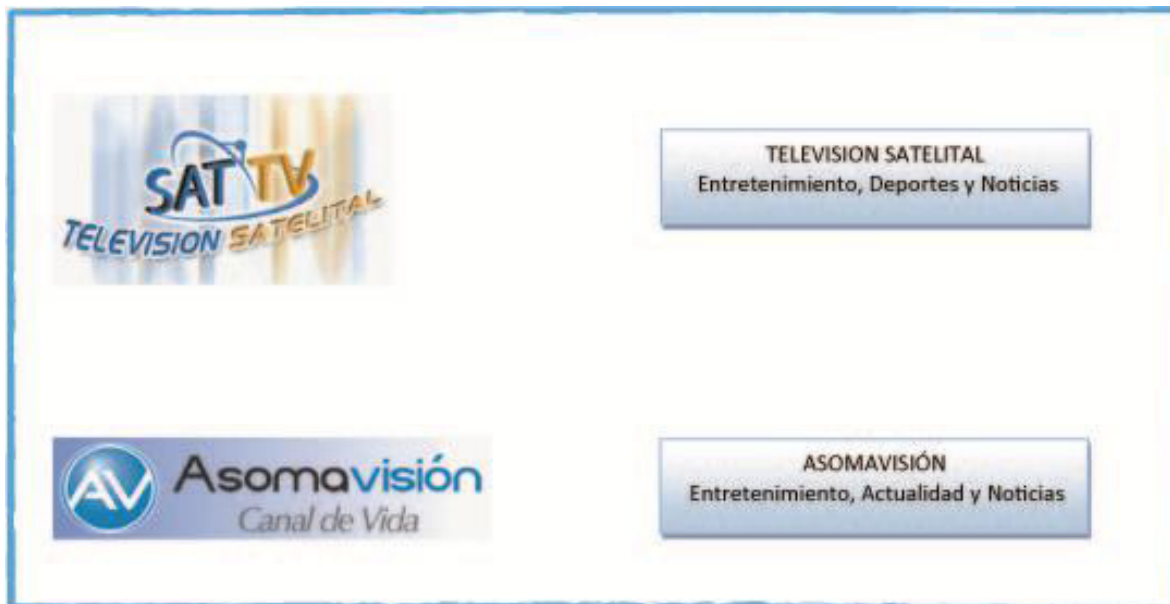 SAT TV
TELEVISION SATELITAL
TELEVISION SATELITAL
Entretenimiento, Deportes y Noticias
AV Asomavisión
Canal de Vida
ASOMAVISIÓN
Entretenimiento, Actualidad y Noticias